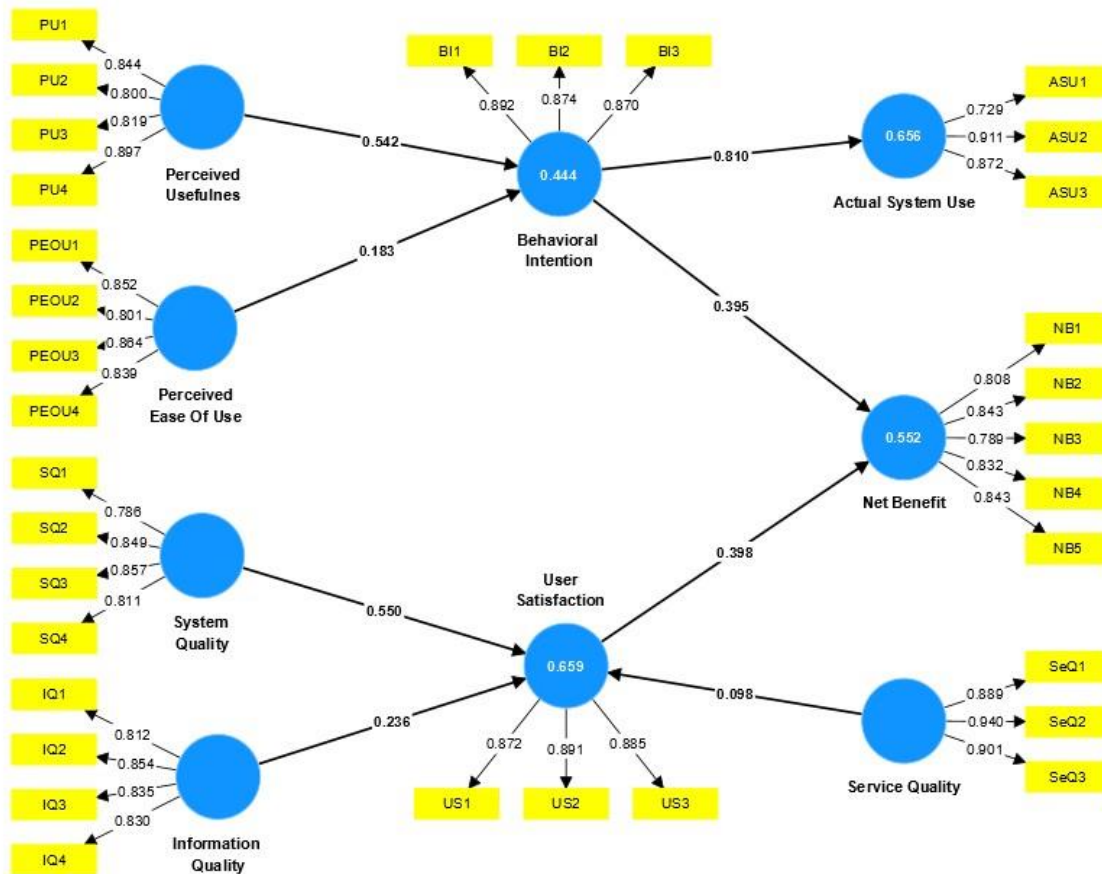 PU1
PU2
PU3
PU4
0.844
0.800
0.819
0.897
Perceived
Usefulnes
PEOU1
PEOU2
PEOU3
PEOU4
0.852
0.801
0.864
0.839
Perceived
Ease Of Use
SQ1
SQ2
SQ3
SQ4
0.786
0.849
0.857
0.811
System
Quality
IQ1
IQ2
IQ3
IQ4
0.812
0.854
0.835
0.830
Information
Quality
0.542
0.183
0.550
0.236
BI1
BI2
BI3
0.892
0.874
0.870
0.444
Behavioral
Intention
User
Satisfaction
0.659
0.872
0.891
0.885
US1
US2
US3
0.810
0.395
0.398
0.098
0.656
Actual System Use
0.729
0.911
0.872
ASU1
ASU2
ASU3
0.552
Net Benefit
0.808
0.843
0.789
0.832
0.843
NB1
NB2
NB3
NB4
NB5
Service Quality
0.889
0.940
0.901
SeQ1
SeQ2
SeQ3